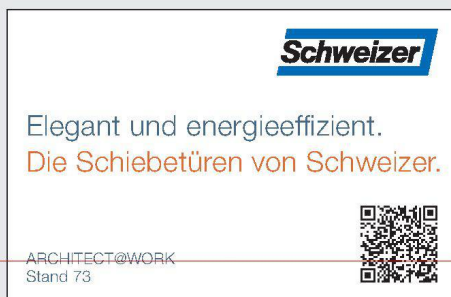 Schweizer
Elegant und energieeffizient.
Die Schiebetüren von Schweizer.
ARCHITECT@WORK
Stand 73